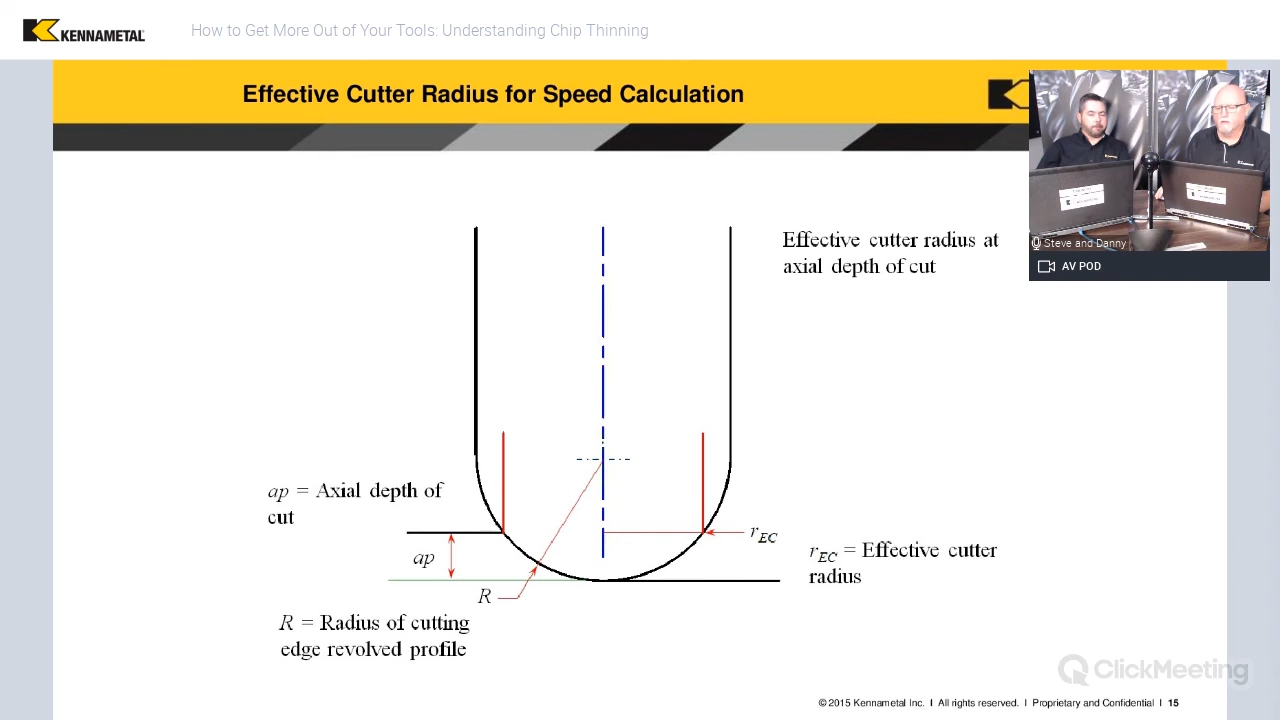 KENNAMETAL
How to Get More Out of Your Tools: Understanding Chip Thinning
Effective Cutter Radius for Speed Calculation
Steve and Danny
AV POD
Effective cutter radius at
axial depth of cut
ap = Axial depth of
cut
ap
r_EC
r_EC = Effective cutter
radius
R
R = Radius of cutting
edge revolved profile
ClickMeeting
© 2015 Kennametal Inc. I All rights reserved. I Proprietary and Confidential I 15